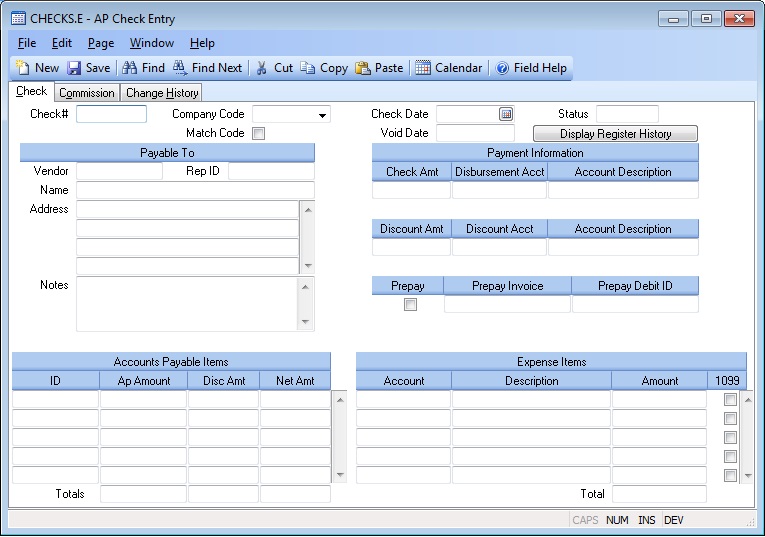 CHECKS.E - AP Check Entry
File Edit Page Window Help
New Save Find Find Next Cut Copy Paste Calendar Field Help
Check Commission Change History
Check# Company Code Check Date Status
Match Code Void Date Display Register History
Payable To Payment Information
Vendor Rep ID Check Amt Disbursement Acct Account Description
Name
Address
Discount Amt Discount Acct Account Description
Notes Prepay Prepay Invoice Prepay Debit ID
Accounts Payable Items Expense Items
ID Ap Amount Disc Amt Net Amt Account Description Amount 1099
Totals Total
CAPS NUM INS DEV